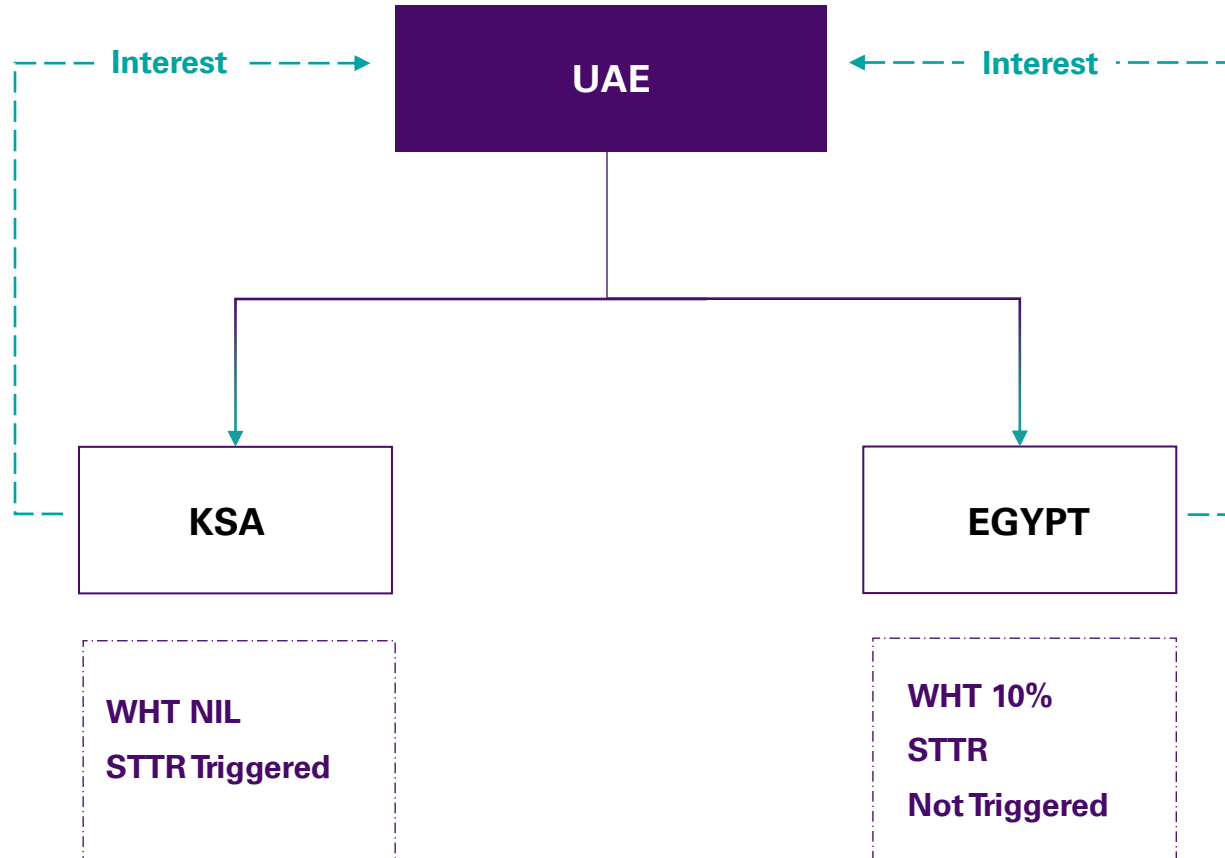 Interest
UAE
Interest
KSA
EGYPT
WHT NIL
STTR Triggered
WHT 10%
STTR
Not Triggered